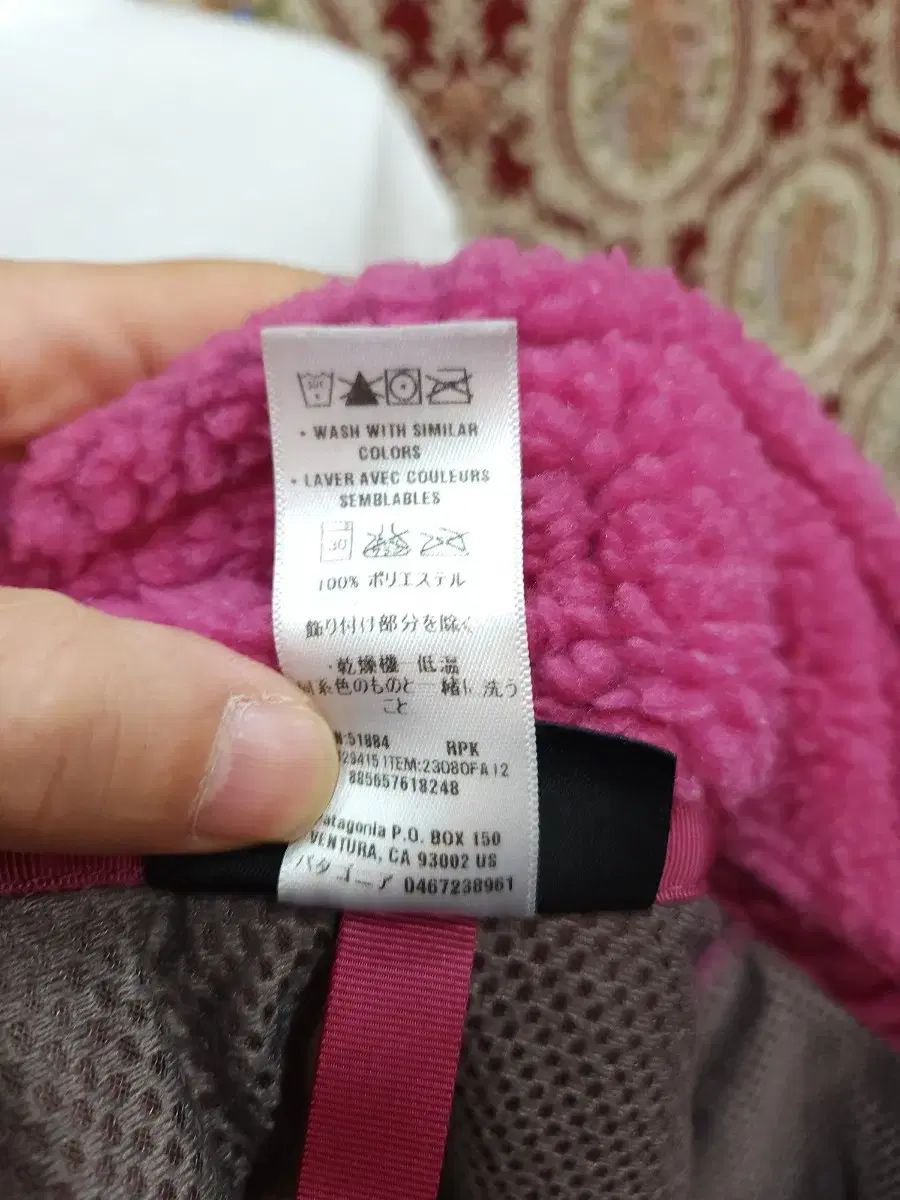 • WASH WITH SIMILAR
COLORS
• LAVER AVEC COULEURS
SEMBLABLES
30
100% ポリエステル
飾り付け部分を除く
・乾燥機 低温
系色のものと一緒に洗う
こと
N:51884 RPK
29415 ITEM:23080FA12
885657618248
atagonia P.O. BOX 150
VENTURA, CA 93002 US
パタゴニア 0467238961